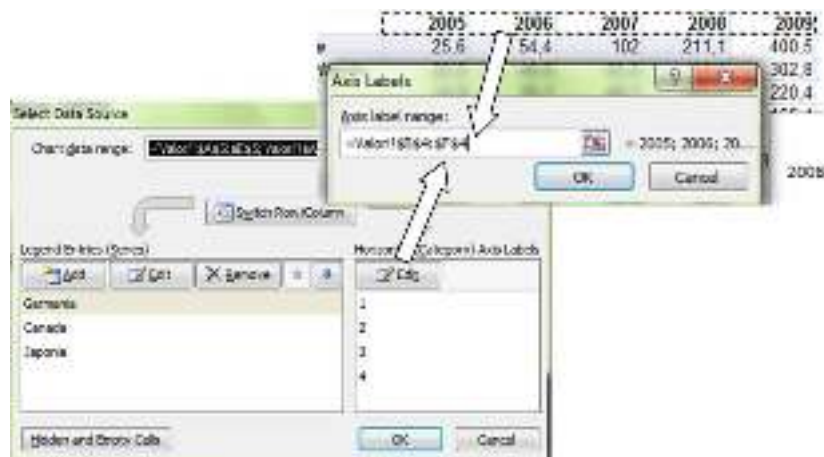 2005 2006 2007 2008 2009
25,6 54,4 102 211,1 400,5
302,8
220,4
Axis Labels
Axis label range:
= 2005; 2006; 20...
OK Cancel
2008
Select Data Source
Chart data range:
Switch Row/Column
Legend Entries (Series)
Horizontal (Category) Axis Labels
Add Edit Remove
Edit
Germania
1
Canada
2
Japonia
3
4
Hidden and Empty Cells
OK Cancel